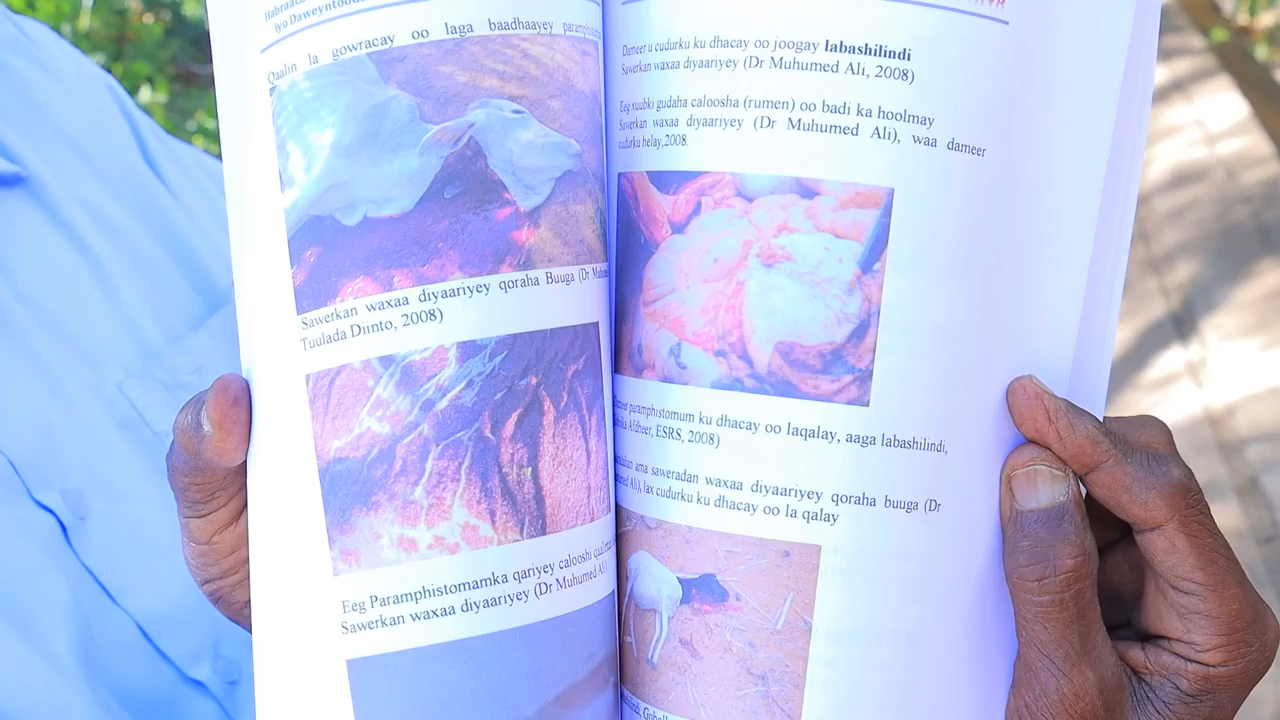 Iyo
Qaalin la gowracay oo laga baadhaayey
Sawerkan waxaa diyaariyey qoraha Buuga (Dr
Tuulada Diinto, 2008)
Eeg Paramphistomamka qariyey calooshi
Sawerkan waxaa diyaariyey (Dr Muhumed Ali)
Dameer u cudurku ku dhacay oo joogay labashilindi
Sawerkan waxaa diyaariyey (Dr Muhumed Ali, 2008)
Eeg xuubki gudaha caloosha (rumen) oo badi ka hoolmay
Sawerkan waxaa diyaariyey (Dr Muhumed Ali), waa dameer
cudurku helay,2008.
paramphistomum ku dhacay oo laqalay, aaga labashilindi,
Afdheer, ESRS, 2008)
ama saweradan waxaa diyaariyey qoraha buuga (Dr
Ali), lax cudurku ku dhacay oo la qalay